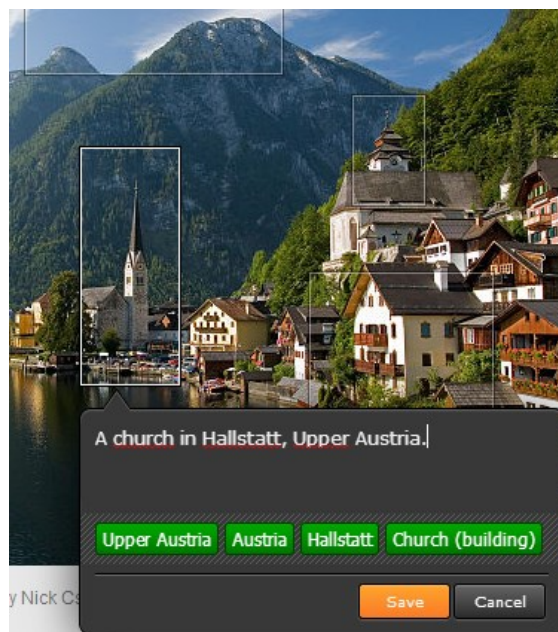 A church in Hallstatt, Upper Austria.
Upper Austria Austria Hallstatt Church (building)
y Nick Cs
Save Cancel